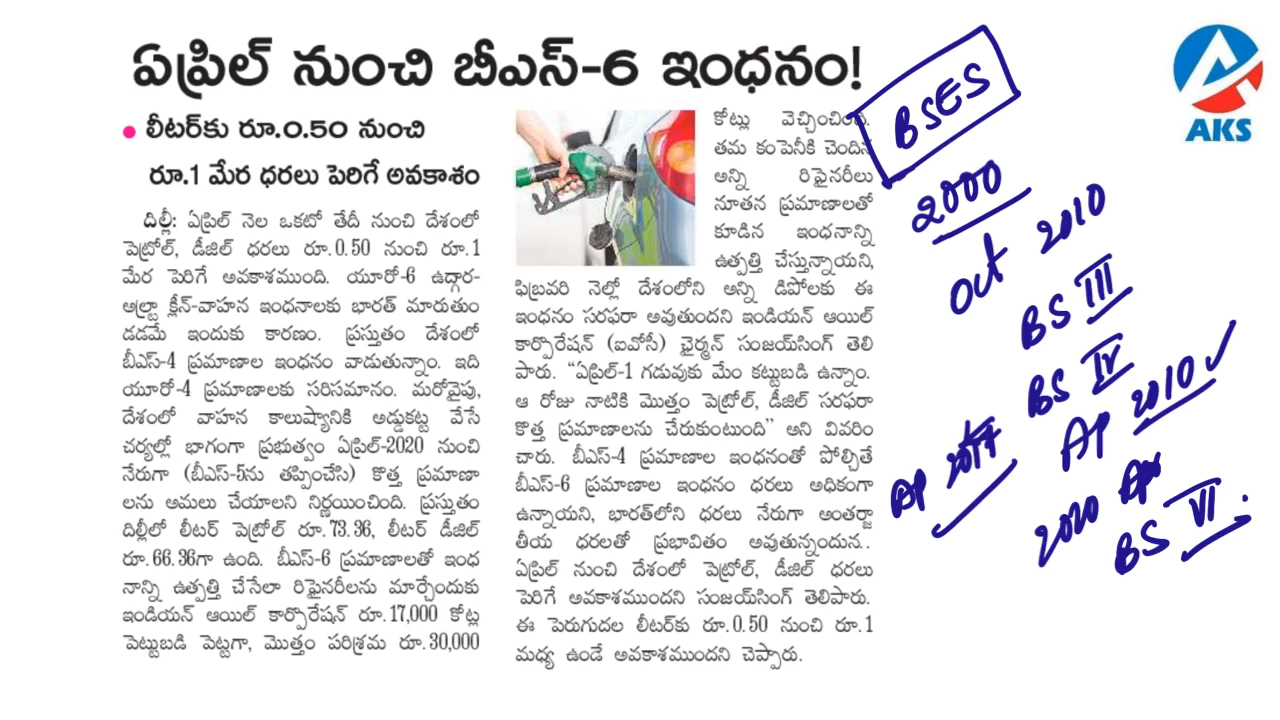 ఏప్రిల్ నుంచి బీఎస్-6 ఇంధనం!
• లీటర్‌కు రూ.0.50 నుంచి
రూ.1 మేర ధరలు పెరిగే అవకాశం
దిల్లీ: ఏప్రిల్ నెల ఒకటో తేదీ నుంచి దేశంలో
పెట్రోల్, డీజిల్ ధరలు రూ.0.50 నుంచి రూ.1
మేర పెరిగే అవకాశముంది. యూరో-6 ఉద్గార-
అల్ట్రా క్లీన్-వాహన ఇంధనాలకు భారత్ మారుతుం
డడమే ఇందుకు కారణం. ప్రస్తుతం దేశంలో
బీఎస్-4 ప్రమాణాల ఇంధనం వాడుతున్నాం. ఇది
యూరో-4 ప్రమాణాలకు సరిసమానం. మరోవైపు,
దేశంలో వాహన కాలుష్యానికి అడ్డుకట్ట వేసే
చర్యల్లో భాగంగా ప్రభుత్వం ఏప్రిల్-2020 నుంచి
నేరుగా (బీఎస్-5ను తప్పించేసి) కొత్త ప్రమాణా
లను అమలు చేయాలని నిర్ణయించింది. ప్రస్తుతం
దిల్లీలో లీటర్ పెట్రోల్ రూ.73.36, లీటర్ డీజిల్
రూ.66.36గా ఉంది. బీఎస్-6 ప్రమాణాలతో ఇంధ
నాన్ని ఉత్పత్తి చేసేలా రిఫైనరీలను మార్చేందుకు
ఇండియన్ ఆయిల్ కార్పొరేషన్ రూ.17,000 కోట్ల
పెట్టుబడి పెట్టగా, మొత్తం పరిశ్రమ రూ.30,000
కోట్లు వెచ్చించింది.
తమ కంపెనీకి చెందిన
అన్ని రిఫైనరీలు
నూతన ప్రమాణాలతో
కూడిన ఇంధనాన్ని
ఉత్పత్తి చేస్తున్నాయని,
ఫిబ్రవరి నెల్లో దేశంలోని అన్ని డిపోలకు ఈ
ఇంధనం సరఫరా అవుతుందని ఇండియన్ ఆయిల్
కార్పొరేషన్ (ఐవోసీ) ఛైర్మన్ సంజయ్‌సింగ్ తెలి
పారు. “ఏప్రిల్-1 గడువుకు మేం కట్టుబడి ఉన్నాం.
ఆ రోజు నాటికి మొత్తం పెట్రోల్, డీజిల్ సరఫరా
కొత్త ప్రమాణాలను చేరుకుంటుంది” అని వివరిం
చారు. బీఎస్-4 ప్రమాణాల ఇంధనంతో పోల్చితే
బీఎస్-6 ప్రమాణాల ఇంధనం ధరలు అధికంగా
ఉన్నాయని, భారత్‌లోని ధరలు నేరుగా అంతర్జా
తీయ ధరలతో ప్రభావితం అవుతున్నందున..
ఏప్రిల్ నుంచి దేశంలో పెట్రోల్, డీజిల్ ధరలు
పెరిగే అవకాశముందని సంజయ్‌సింగ్ తెలిపారు.
ఈ పెరుగుదల లీటర్‌కు రూ.0.50 నుంచి రూ.1
మధ్య ఉండే అవకాశముందని చెప్పారు.
AKS
BSES
2000
Oct 2010
BS III
BS IV
AP 2010
AP 2017
2020 Apr
BS VI